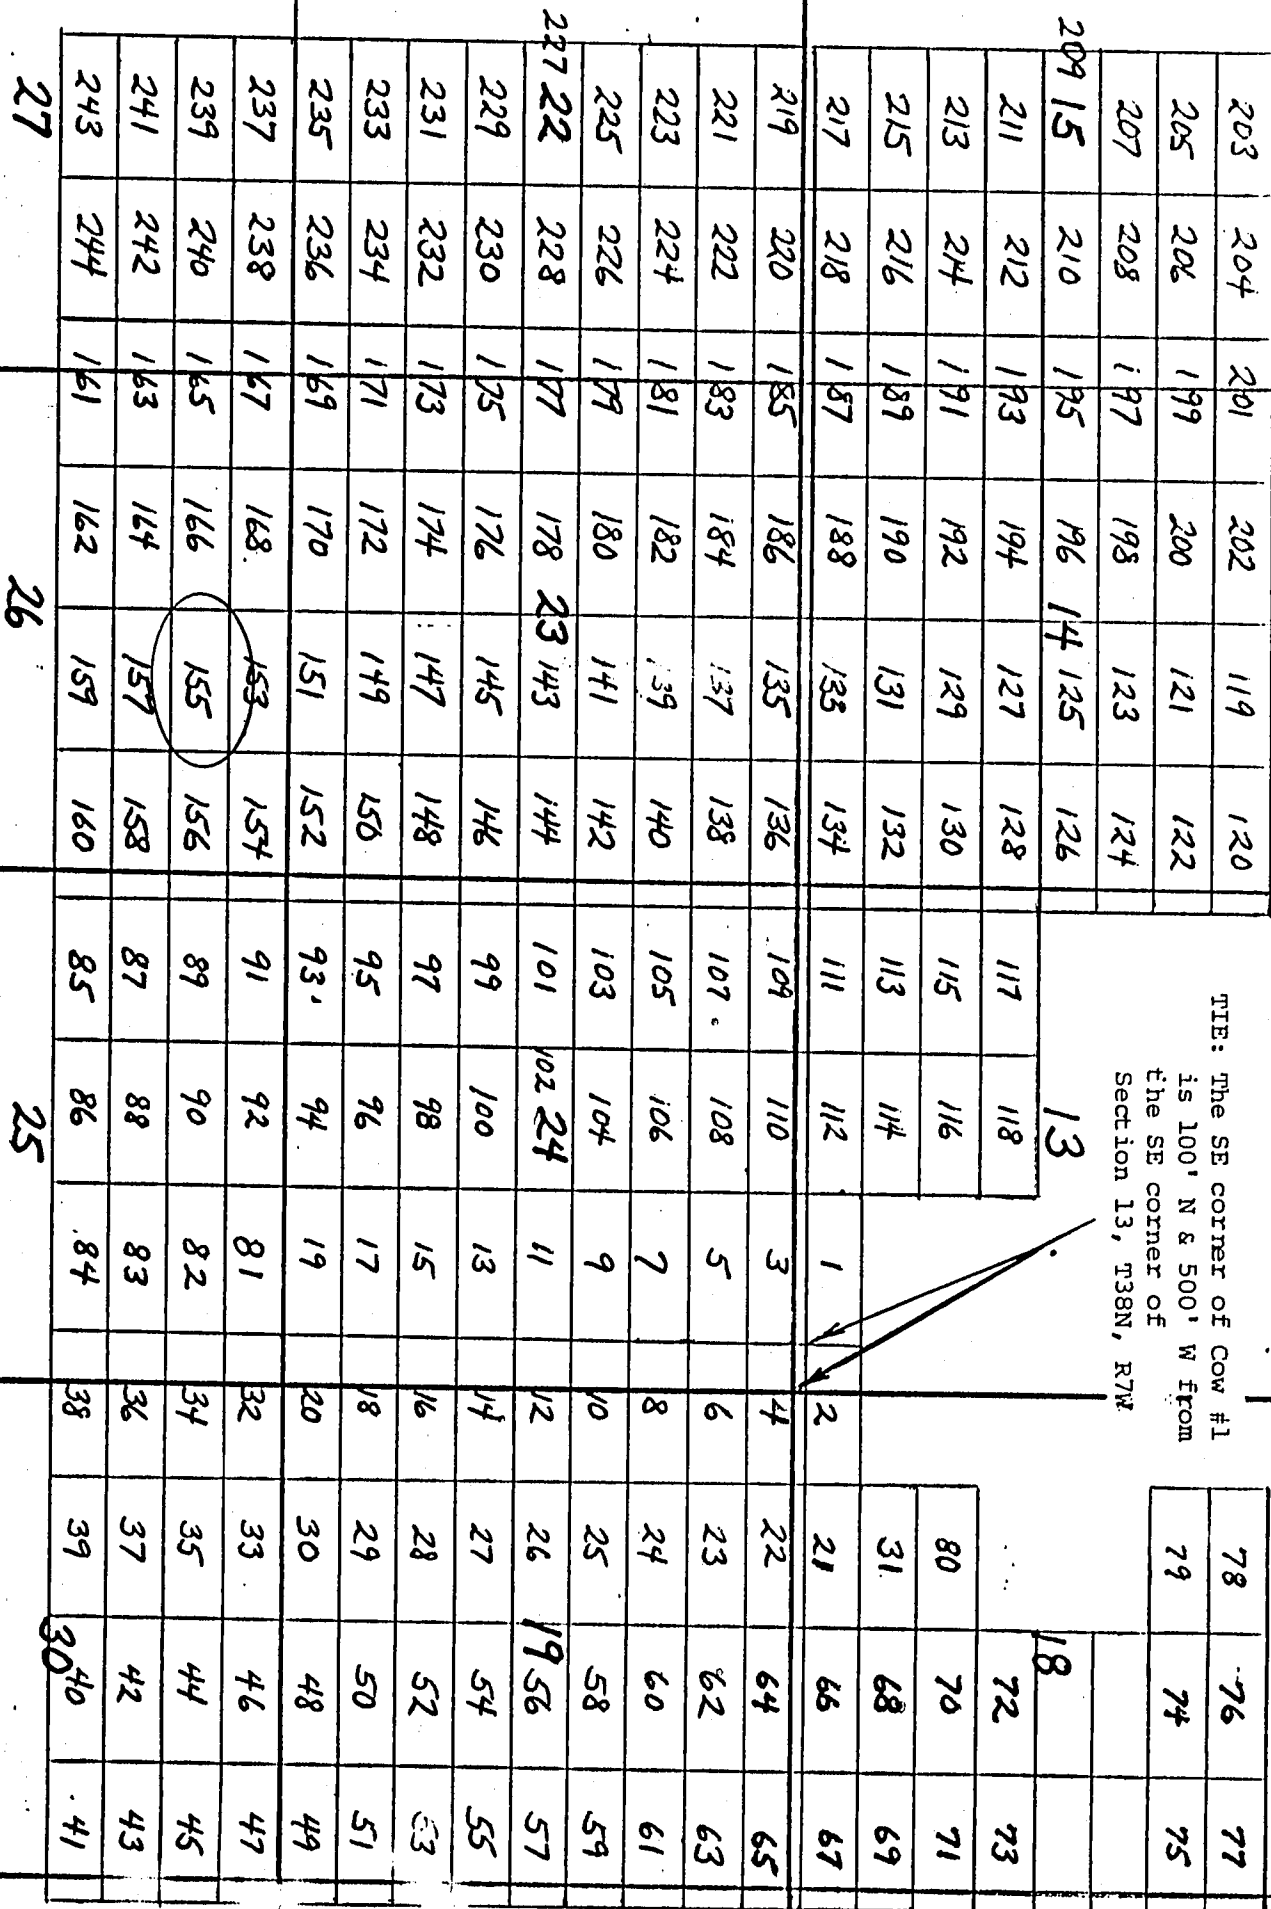 203 204 201 202 119 120 78 76 77
205 206 199 200 121 122 79 74 75
207 208 197 198 123 124
TIE: The SE corner of Cow #1
is 100' N & 500' W from
the SE corner of
Section 13, T38N, R7W
209 15 210 195 196 14 125 126 13 18
211 212 193 194 127 128 117 118 72 73
213 214 191 192 129 130 115 116 80 70 71
215 216 189 190 131 132 113 114 31 68 69
217 218 187 188 133 134 111 112 1 2 21 66 67
219 220 185 186 135 136 109 110 3 4 22 64 65
221 222 183 184 137 138 107 108 5 6 23 62 63
223 224 181 182 139 140 105 106 7 8 24 60 61
225 226 179 180 141 142 103 104 9 10 25 58 59
227 22 228 177 178 23 143 144 101 102 24 11 12 26 19 56 57
229 230 175 176 145 146 99 100 13 14 27 54 55
231 232 173 174 147 148 97 98 15 16 28 52 53
233 234 171 172 149 150 95 96 17 18 29 50 51
235 236 169 170 151 152 93 94 19 20 30 48 49
237 238 167 168 153 154 91 92 81 32 33 46 47
239 240 165 166 155 156 89 90 82 34 35 44 45
241 242 163 164 157 158 87 88 83 36 37 42 43
243 244 161 162 159 160 85 86 84 38 39 30 40 41
27 26 25